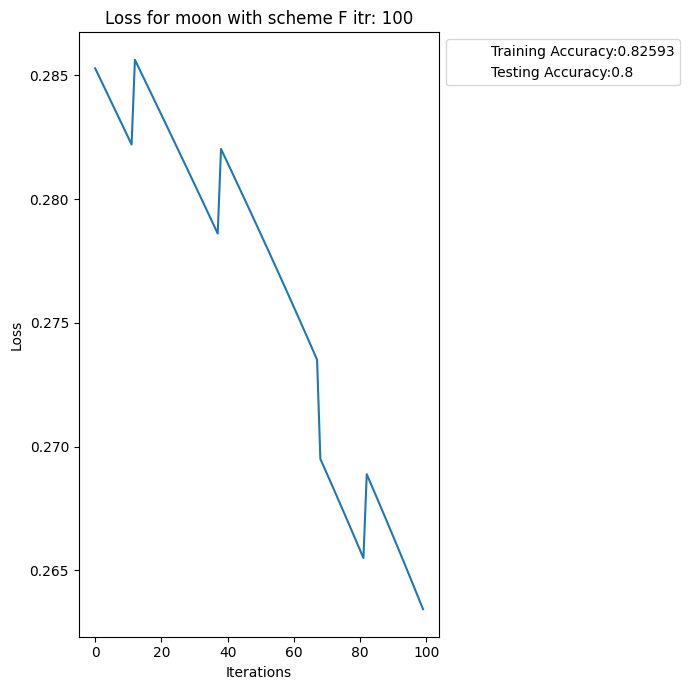 Loss for moon with scheme F itr: 100
Training Accuracy:0.82593
Testing Accuracy:0.8
0.285
0.280
0.275
0.270
0.265
Loss
0 20 40 60 80 100
Iterations